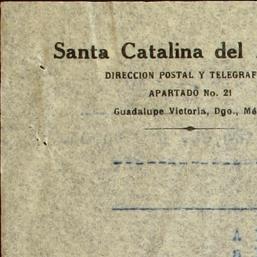 Santa Catalina del
DIRECCION POSTAL Y TELEGRAF
APARTADO No. 21
Guadalupe Victoria, Dgo., Mé
A